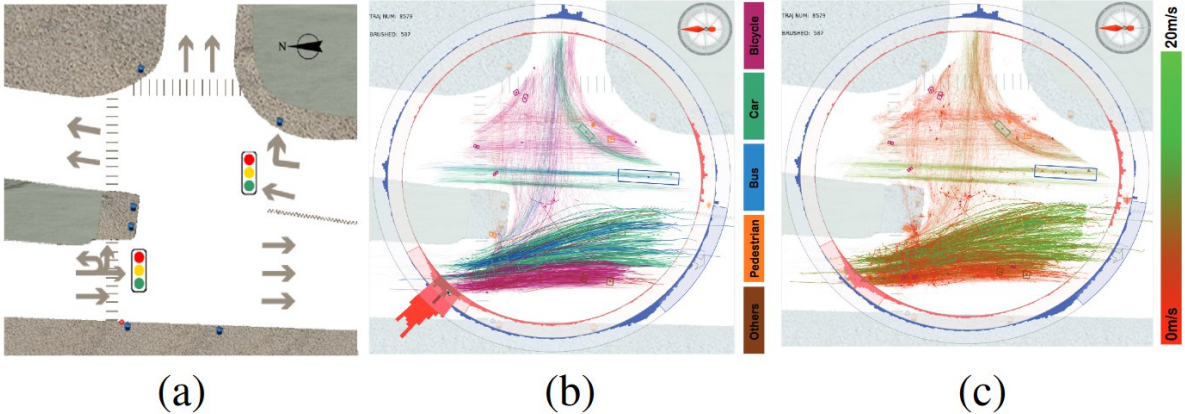 N
TRAJ NUM: 8579
BRUSHED: 587
Bicycle
Car
Bus
Pedestrian
Others
TRAJ NUM: 8579
BRUSHED: 587
20m/s
0m/s
(a)
(b)
(c)